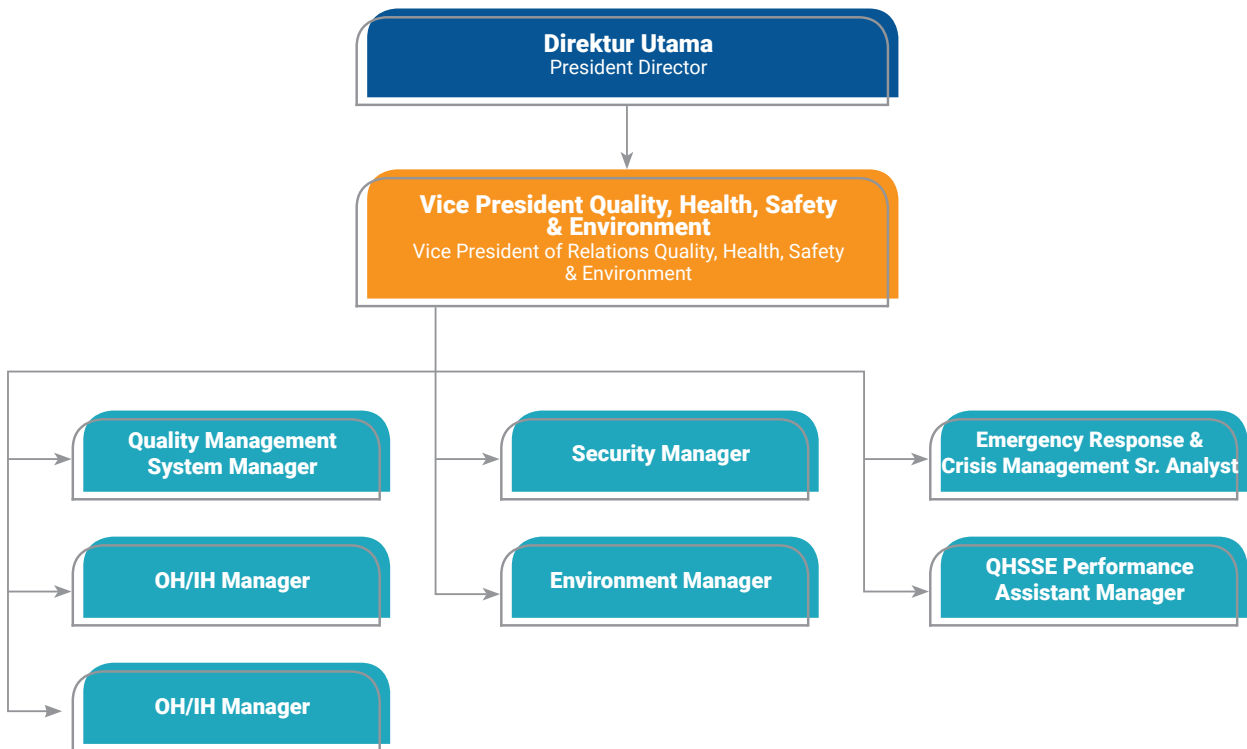 Direktur Utama
President Director
Vice President Quality, Health, Safety
& Environment
Vice President of Relations Quality, Health, Safety
& Environment
Quality Management
System Manager
Security Manager
Emergency Response &
Crisis Management Sr. Analyst
OH/IH Manager
Environment Manager
QHSSE Performance
Assistant Manager
OH/IH Manager